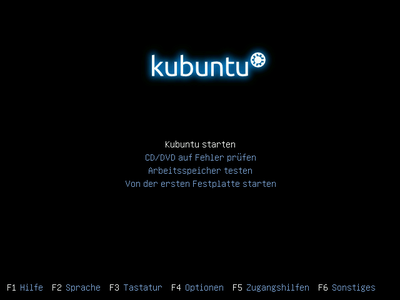 kubuntu
Kubuntu starten
CD/DVD auf Fehler prüfen
Arbeitsspeicher testen
Von der ersten Festplatte starten
F1 Hilfe F2 Sprache F3 Tastatur F4 Optionen F5 Zugangshilfen F6 Sonstiges